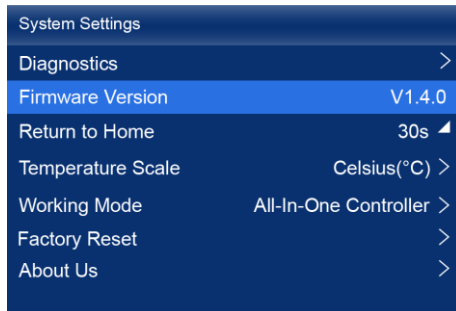 System Settings
Diagnostics >
Firmware Version V1.4.0
Return to Home 30s
Temperature Scale Celsius(°C) >
Working Mode All-In-One Controller >
Factory Reset >
About Us >